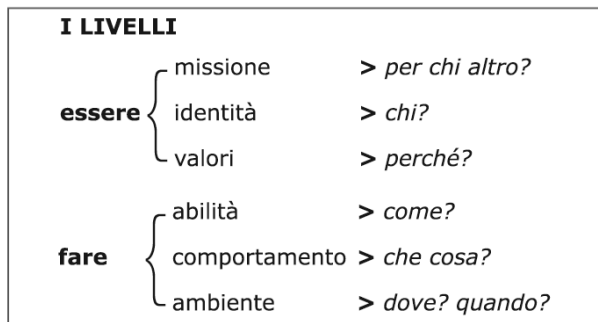 I LIVELLI
missione > per chi altro?
essere identità > chi?
valori > perché?
abilità > come?
fare comportamento > che cosa?
ambiente > dove? quando?